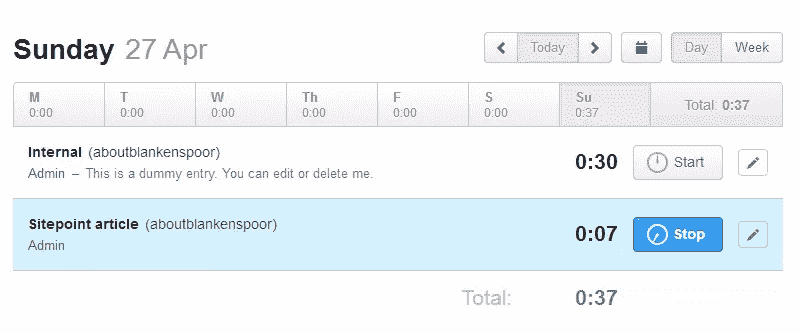 Sunday 27 Apr
Today
Day Week
M T W Th F S Su
0:00 0:00 0:00 0:00 0:00 0:00 0:37 Total: 0:37
Internal (aboutblankenspoor)
Admin – This is a dummy entry. You can edit or delete me.
0:30 Start
Sitepoint article (aboutblankenspoor)
Admin
0:07 Stop
Total: 0:37